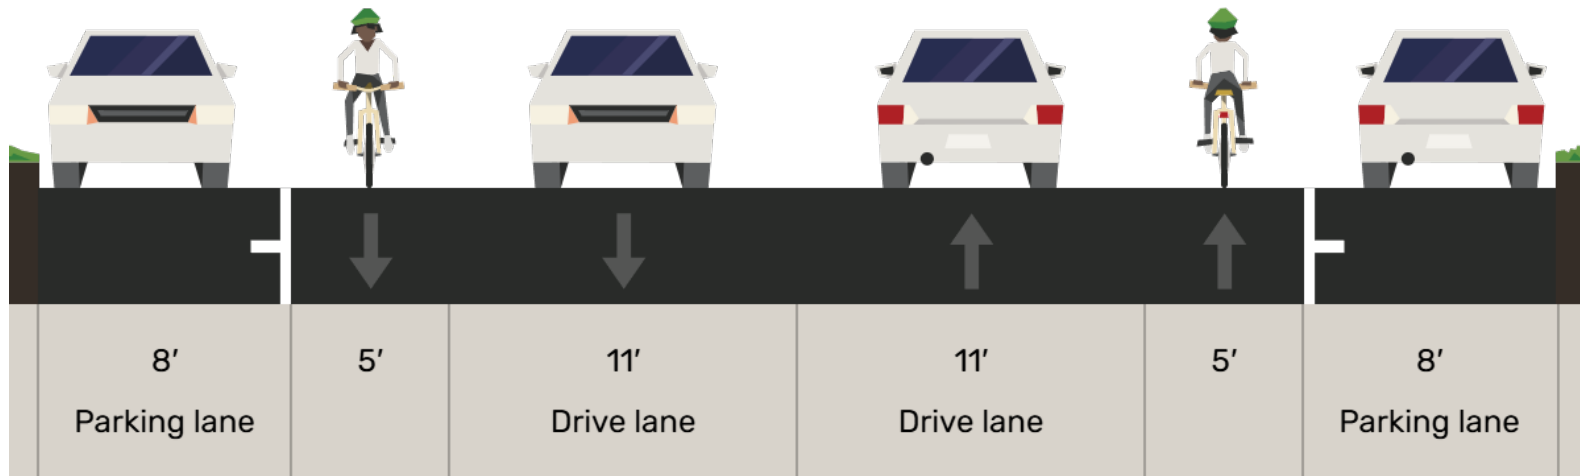 8′ 5′ 11′ 11′ 5′ 8′
Parking lane Drive lane Drive lane Parking lane